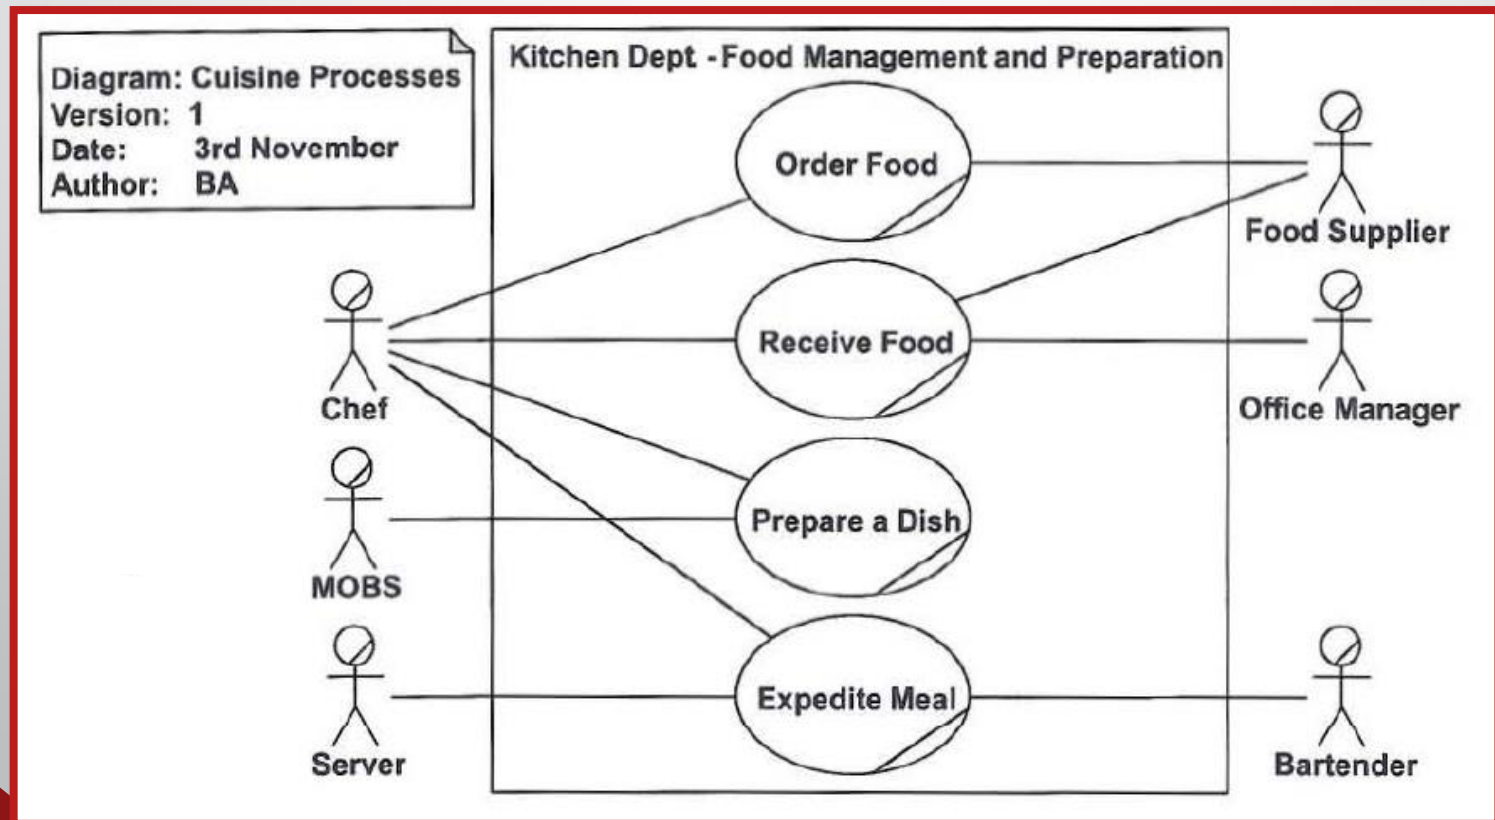 Diagram: Cuisine Processes
Version: 1
Date: 3rd November
Author: BA
Kitchen Dept. - Food Management and Preparation
Order Food
Food Supplier
Receive Food
Chef
Office Manager
Prepare a Dish
MOBS
Expedite Meal
Server
Bartender